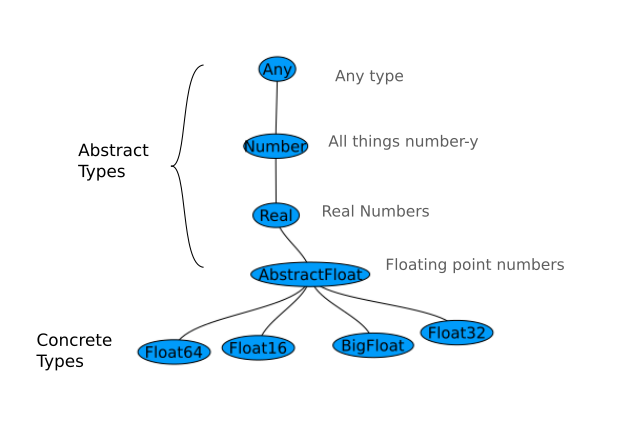 Any
Any type
Number
All things number-y
Abstract
Types
Real
Real Numbers
AbstractFloat
Floating point numbers
Concrete
Types
Float64
Float16
BigFloat
Float32